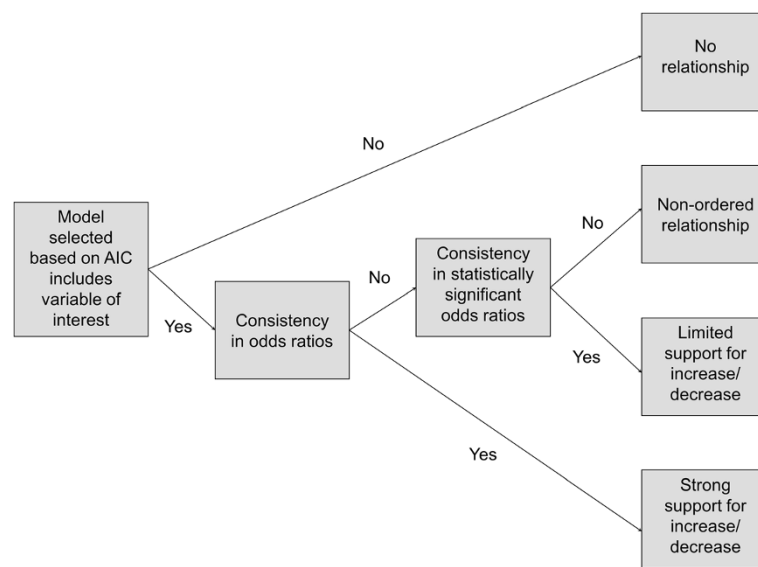 No
relationship
No
Model
selected
based on AIC
includes
variable of
interest
Yes
Consistency
in odds ratios
No
Consistency
in statistically
significant
odds ratios
No
Non-ordered
relationship
Yes
Limited
support for
increase/
decrease
Yes
Strong
support for
increase/
decrease